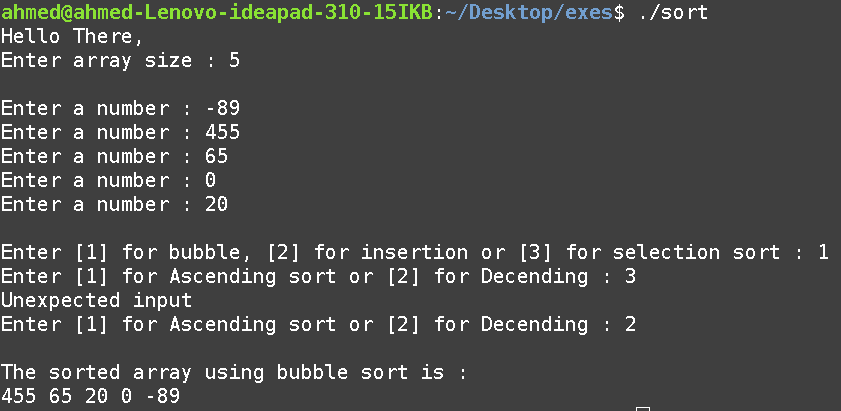 ahmed@ahmed-Lenovo-ideapad-310-15IKB:~/Desktop/exes$ ./sort
Hello There,
Enter array size : 5
Enter a number : -89
Enter a number : 455
Enter a number : 65
Enter a number : 0
Enter a number : 20
Enter [1] for bubble, [2] for insertion or [3] for selection sort : 1
Enter [1] for Ascending sort or [2] for Decending : 3
Unexpected input
Enter [1] for Ascending sort or [2] for Decending : 2
The sorted array using bubble sort is :
455 65 20 0 -89